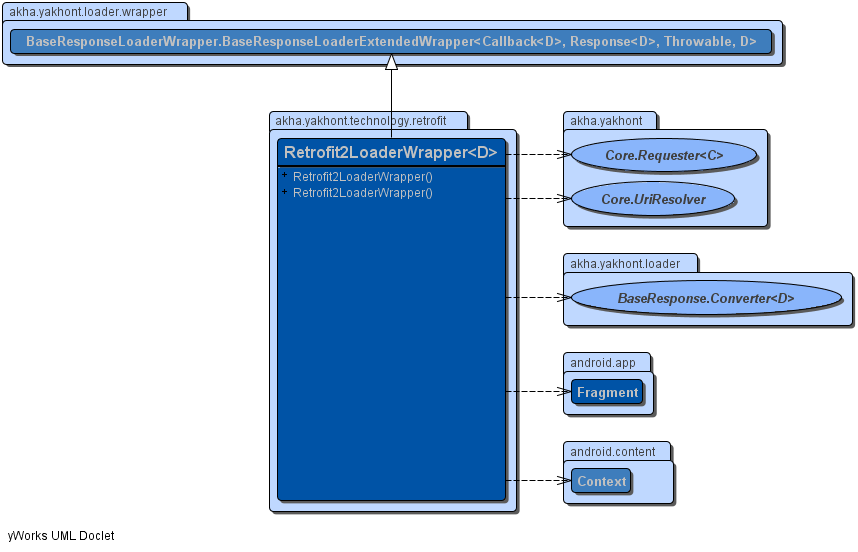 akha.yakhont.loader.wrapper
BaseResponseLoaderWrapper.BaseResponseLoaderExtendedWrapper<Callback<D>, Response<D>, Throwable, D>
akha.yakhont.technology.retrofit
Retrofit2LoaderWrapper<D>
+ Retrofit2LoaderWrapper()
+ Retrofit2LoaderWrapper()
akha.yakhont
Core.Requester<C>
Core.UriResolver
akha.yakhont.loader
BaseResponse.Converter<D>
android.app
Fragment
android.content
Context
yWorks UML Doclet